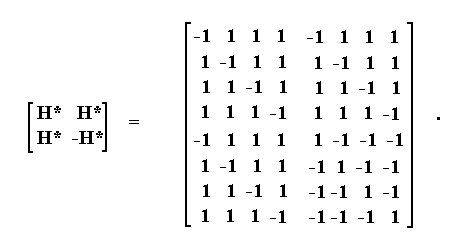 -1 1 1 1 -1 1 1 1
1 -1 1 1 1 -1 1 1
1 1 -1 1 1 1 -1 1
H* H* 1 1 1 -1 1 1 1 -1
= .
H* -H* -1 1 1 1 1 -1 -1 -1
1 -1 1 1 -1 1 -1 -1
1 1 -1 1 -1 -1 1 -1
1 1 1 -1 -1 -1 -1 1